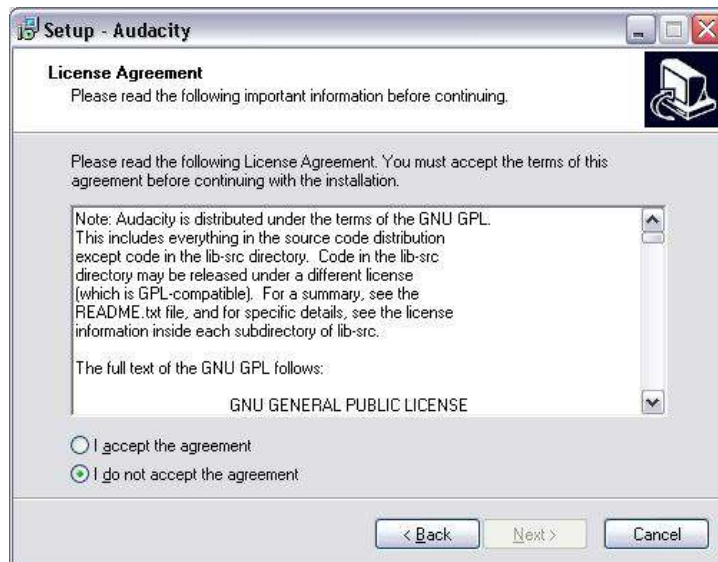 Setup - Audacity
License Agreement
Please read the following important information before continuing.
Please read the following License Agreement. You must accept the terms of this
agreement before continuing with the installation.
Note: Audacity is distributed under the terms of the GNU GPL.
This includes everything in the source code distribution
except code in the lib-src directory. Code in the lib-src
directory may be released under a different license
(which is GPL-compatible). For a summary, see the
README.txt file, and for specific details, see the license
information inside each subdirectory of lib-src.
The full text of the GNU GPL follows:
GNU GENERAL PUBLIC LICENSE
I accept the agreement
I do not accept the agreement
< Back Next > Cancel